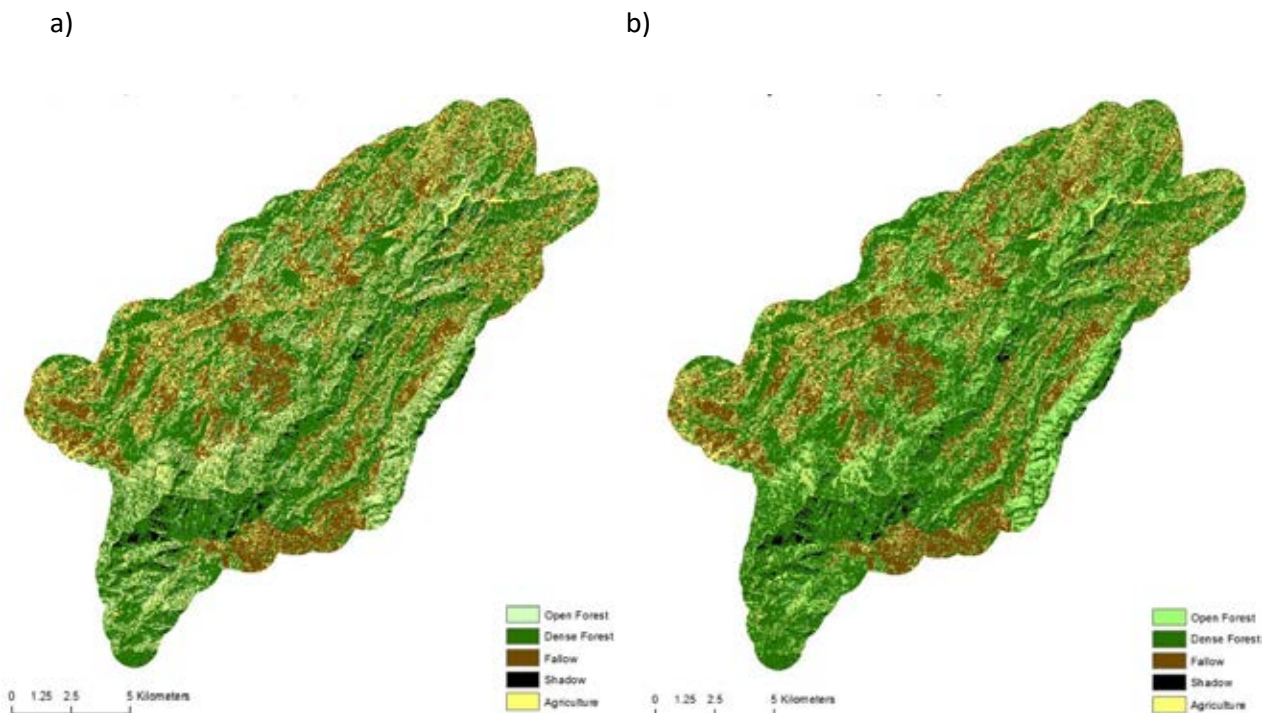 a)
b)
Open Forest
Dense Forest
Fallow
Shadow
Agriculture
0 1.25 2.5 5 Kilometers
Open Forest
Dense Forest
Fallow
Shadow
Agriculture
0 1.25 2.5 5 Kilometers